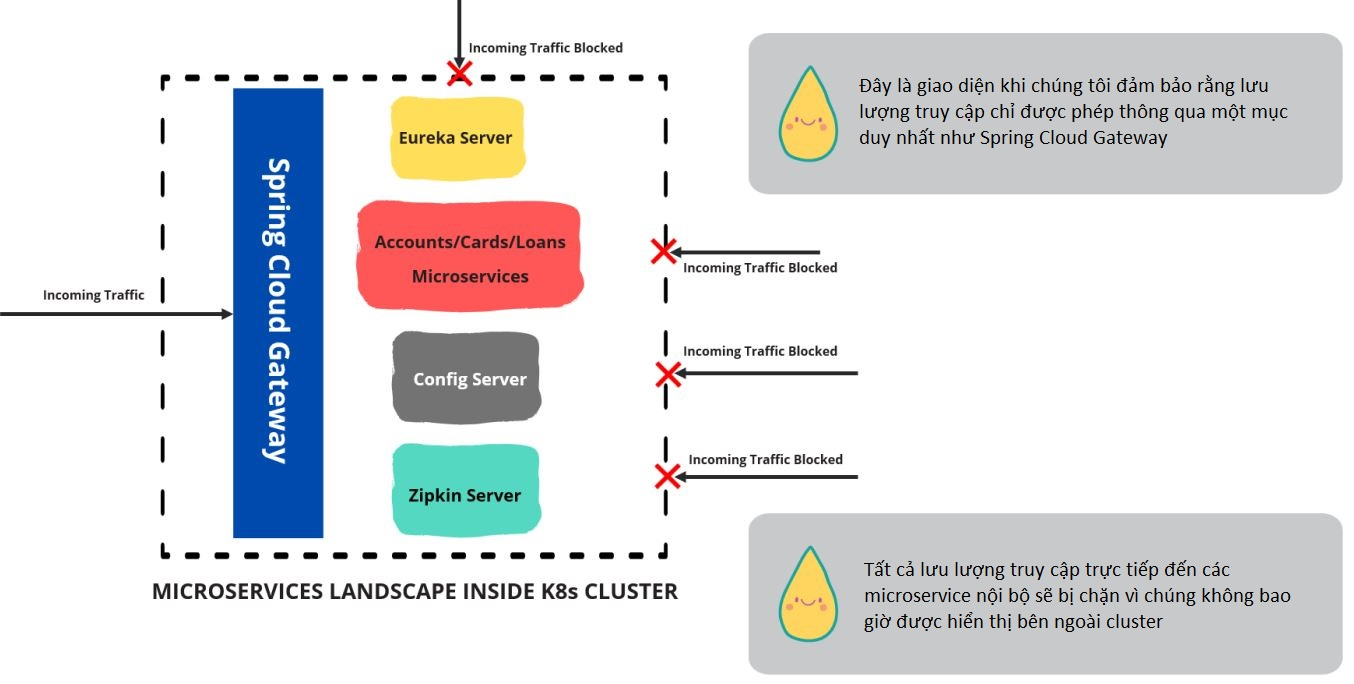 Incoming Traffic Blocked
Eureka Server
Accounts/Cards/Loans
Microservices
Config Server
Zipkin Server
Spring Cloud Gateway
Incoming Traffic
Incoming Traffic Blocked
Incoming Traffic Blocked
Incoming Traffic Blocked
MICROSERVICES LANDSCAPE INSIDE K8s CLUSTER
Đây là giao diện khi chúng tôi đảm bảo rằng lưu
lượng truy cập chỉ được phép thông qua một mục
duy nhất như Spring Cloud Gateway
Tất cả lưu lượng truy cập trực tiếp đến các
microservice nội bộ sẽ bị chặn vì chúng không bao
giờ được hiển thị bên ngoài cluster